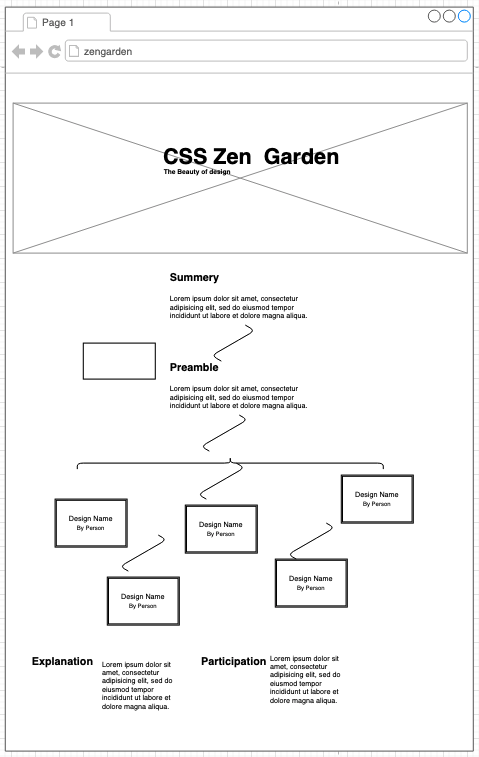 Page 1
zengarden
CSS Zen  Garden
The Beauty of design
Summery
Lorem ipsum dolor sit amet, consectetur
adipisicing elit, sed do eiusmod tempor
incididunt ut labore et dolore magna aliqua.
Preamble
Lorem ipsum dolor sit amet, consectetur
adipisicing elit, sed do eiusmod tempor
incididunt ut labore et dolore magna aliqua.
Design Name
By Person
Design Name
By Person
Design Name
By Person
Design Name
By Person
Design Name
By Person
Explanation
Lorem ipsum dolor sit
amet, consectetur
adipisicing elit, sed do
eiusmod tempor
incididunt ut labore et
dolore magna aliqua.
Participation
Lorem ipsum dolor sit
amet, consectetur
adipisicing elit, sed do
eiusmod tempor
incididunt ut labore et
dolore magna aliqua.